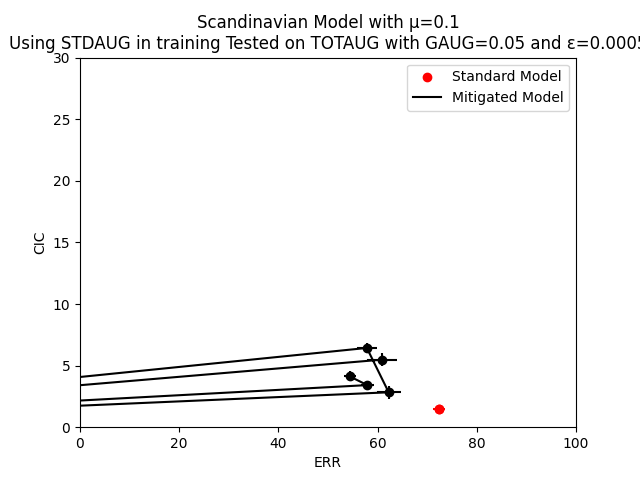 Scandinavian Model with μ=0.1
Using STDAUG in training Tested on TOTAUG with GAUG=0.05 and ε=0.0005
Standard Model
Mitigated Model
30
25
20
15
10
5
0
CIC
0 20 40 60 80 100
ERR